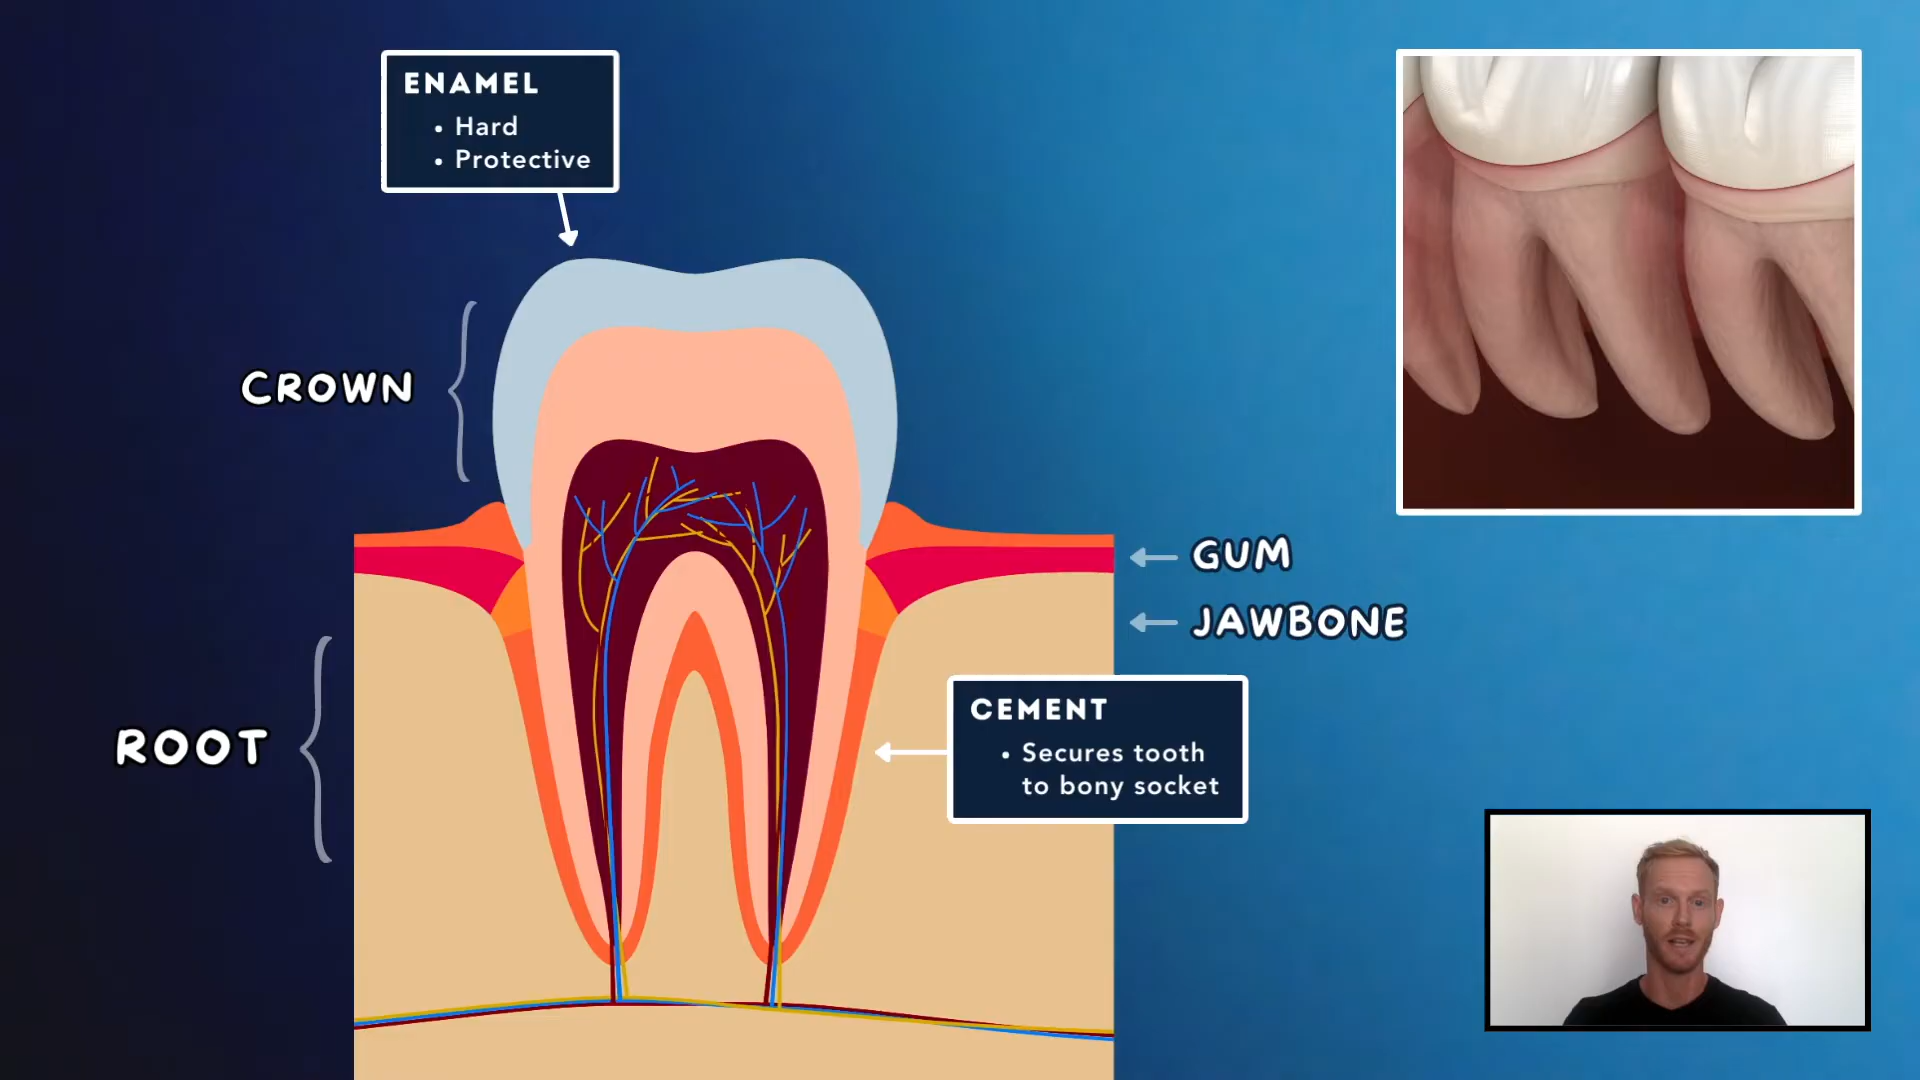 ENAMEL
• Hard
• Protective
CROWN
GUM
JAWBONE
CEMENT
• Secures tooth
to bony socket
ROOT